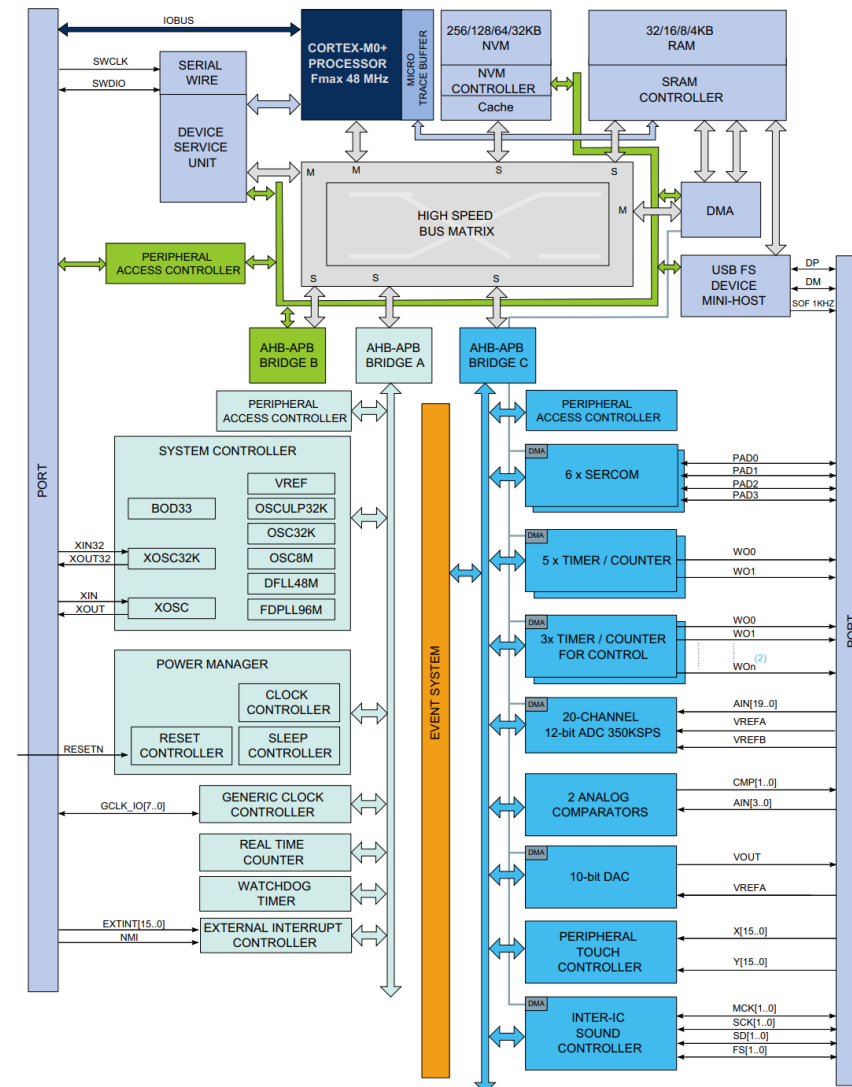 IOBUS
SWCLK
SWDIO
SERIAL
WIRE
DEVICE
SERVICE
UNIT
CORTEX-M0+
PROCESSOR
Fmax 48 MHz
MICRO
TRACE BUFFER
256/128/64/32KB
NVM
NVM
CONTROLLER
Cache
32/16/8/4KB
RAM
SRAM
CONTROLLER
M
M
S
S
HIGH SPEED
BUS MATRIX
M
S
S
S
DMA
PERIPHERAL
ACCESS CONTROLLER
USB FS
DEVICE
MINI-HOST
DP
DM
SOF 1KHZ
AHB-APB
BRIDGE B
AHB-APB
BRIDGE A
AHB-APB
BRIDGE C
PORT
PERIPHERAL
ACCESS CONTROLLER
SYSTEM CONTROLLER
VREF
BOD33
OSCULP32K
OSC32K
XIN32
XOUT32
XOSC32K
OSC8M
DFLL48M
XIN
XOUT
XOSC
FDPLL96M
POWER MANAGER
CLOCK
CONTROLLER
RESETN
RESET
CONTROLLER
SLEEP
CONTROLLER
GCLK_IO[7..0]
GENERIC CLOCK
CONTROLLER
REAL TIME
COUNTER
WATCHDOG
TIMER
EXTINT[15..0]
NMI
EXTERNAL INTERRUPT
CONTROLLER
EVENT SYSTEM
PERIPHERAL
ACCESS CONTROLLER
DMA
6 x SERCOM
PAD0
PAD1
PAD2
PAD3
DMA
5 x TIMER / COUNTER
WO0
WO1
DMA
3x TIMER / COUNTER
FOR CONTROL
WO0
WO1
(2)
WOn
DMA
20-CHANNEL
12-bit ADC 350KSPS
AIN[19..0]
VREFA
VREFB
2 ANALOG
COMPARATORS
CMP[1..0]
AIN[3..0]
DMA
10-bit DAC
VOUT
VREFA
PERIPHERAL
TOUCH
CONTROLLER
X[15..0]
Y[15..0]
DMA
INTER-IC
SOUND
CONTROLLER
MCK[1..0]
SCK[1..0]
SD[1..0]
FS[1..0]
PORT